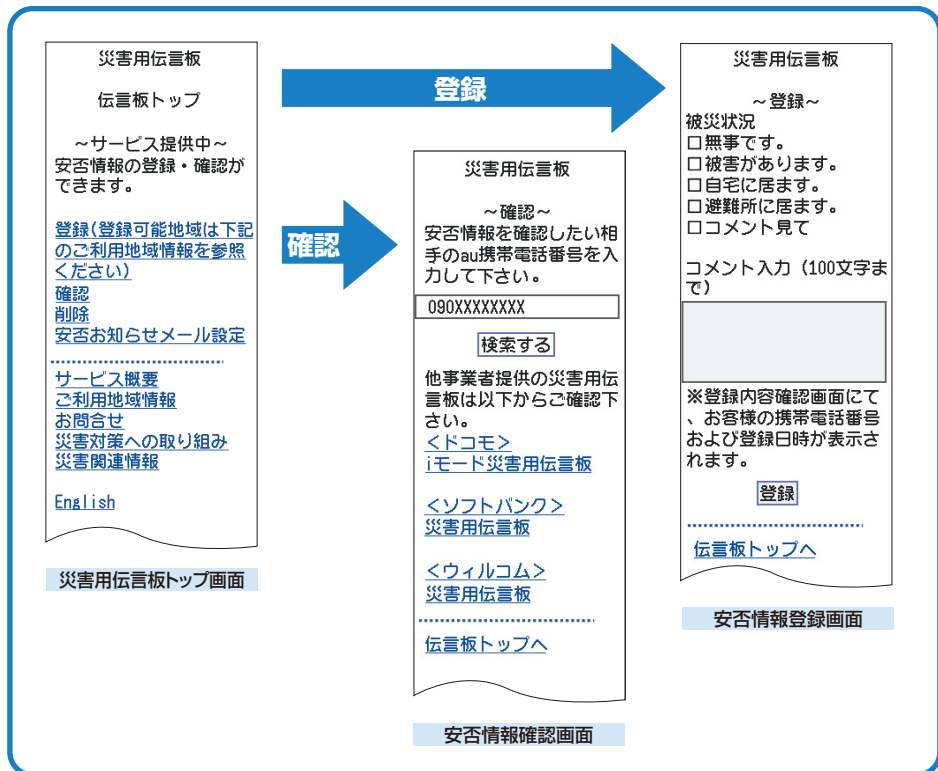 災害用伝言板
伝言板トップ
～サービス提供中～
安否情報の登録・確認が
できます。
登録(登録可能地域は下記
のご利用地域情報を参照
ください)
確認
削除
安否お知らせメール設定
サービス概要
ご利用地域情報
お問合せ
災害対策への取り組み
災害関連情報
English
災害用伝言板トップ画面
登録
確認
災害用伝言板
～確認～
安否情報を確認したい相
手のau携帯電話番号を入
力して下さい。
090XXXXXXXX
検索する
他事業者提供の災害用伝
言板は以下からご確認下
さい。
＜ドコモ＞
iモード災害用伝言板
＜ソフトバンク＞
災害用伝言板
＜ウィルコム＞
災害用伝言板
伝言板トップへ
安否情報確認画面
災害用伝言板
～登録～
被災状況
□無事です。
□被害があります。
□自宅に居ます。
□避難所に居ます。
□コメント見て
コメント入力（100文字ま
で）
※登録内容確認画面にて
、お客様の携帯電話番号
および登録日時が表示さ
れます。
登録
伝言板トップへ
安否情報登録画面